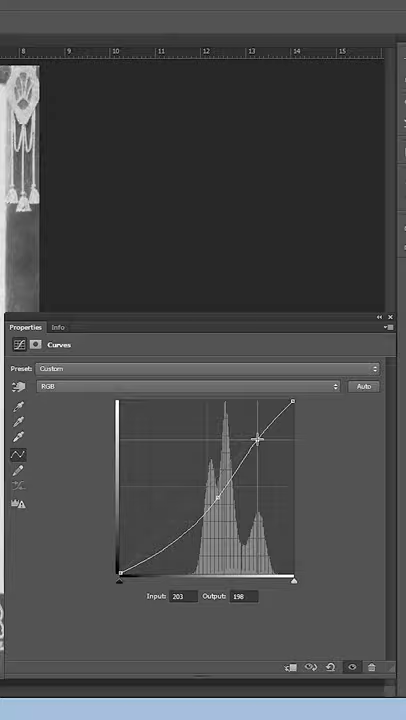 8 9 10 11 12 13 14 15
Properties Info
Curves
Preset: Custom
RGB Auto
Input: 203 Output: 198